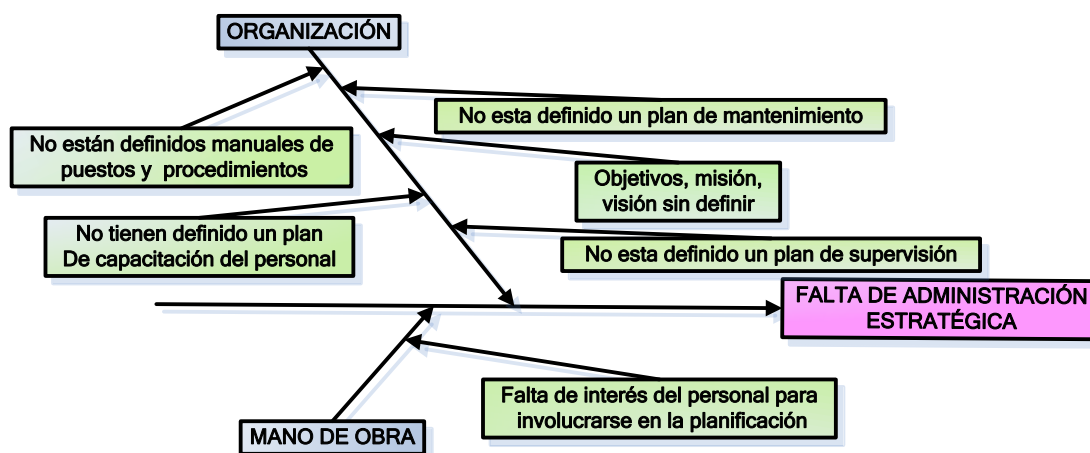 ORGANIZACIÓN
No esta definido un plan de mantenimiento
No están definidos manuales de
puestos y procedimientos
Objetivos, misión,
visión sin definir
No tienen definido un plan
De capacitación del personal
No esta definido un plan de supervisión
FALTA DE ADMINISTRACIÓN
ESTRATÉGICA
Falta de interés del personal para
involucrarse en la planificación
MANO DE OBRA